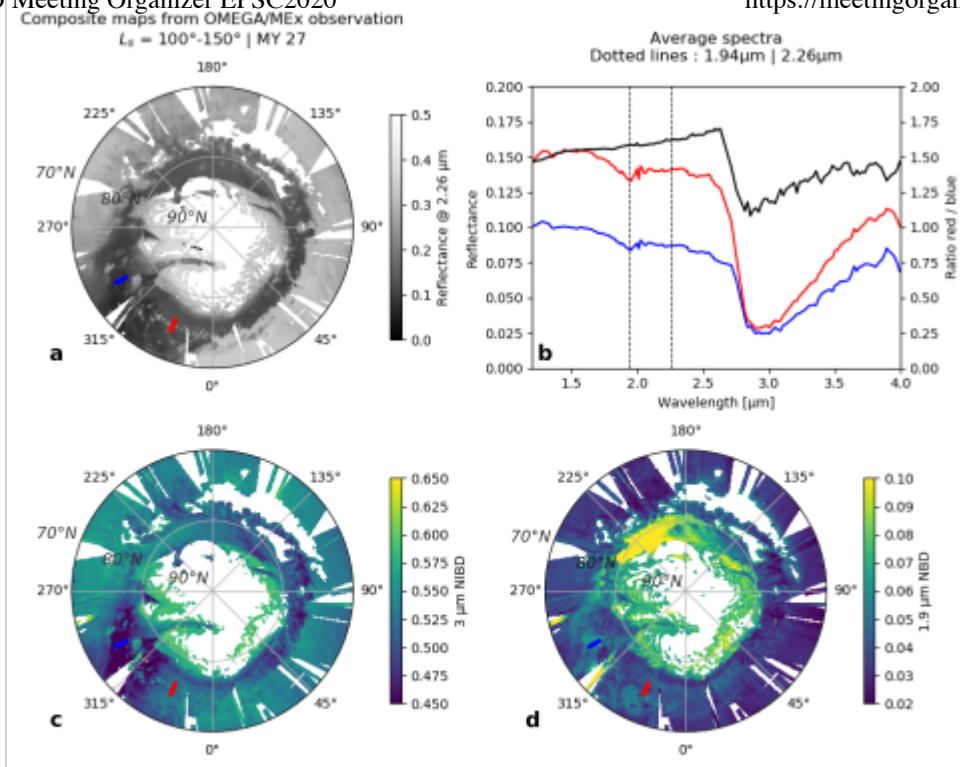 Meeting Organizer EPSC2020
https://meetingorgan
Composite maps from OMEGA/MEx observation
Ls = 100°-150° | MY 27
180°
225°
135°
70°N
80°N
90°N
270°
90°
315°
45°
0°
a
0.5
0.4
0.3
0.2
0.1
0.0
Reflectance @ 2.26 µm
Average spectra
Dotted lines : 1.94µm | 2.26µm
0.200
0.175
0.150
0.125
0.100
0.075
0.050
0.025
0.000
Reflectance
2.00
1.75
1.50
1.25
1.00
0.75
0.50
0.25
0.00
Ratio red / blue
b
1.5 2.0 2.5 3.0 3.5 4.0
Wavelength [µm]
180°
225°
135°
70°N
80°N
90°N
270°
90°
315°
45°
0°
c
0.650
0.625
0.600
0.575
0.550
0.525
0.500
0.475
0.450
3 µm NIBD
180°
225°
135°
70°N
80°N
90°N
270°
90°
315°
45°
0°
d
0.10
0.09
0.08
0.07
0.06
0.05
0.04
0.03
0.02
1.9 µm NBD